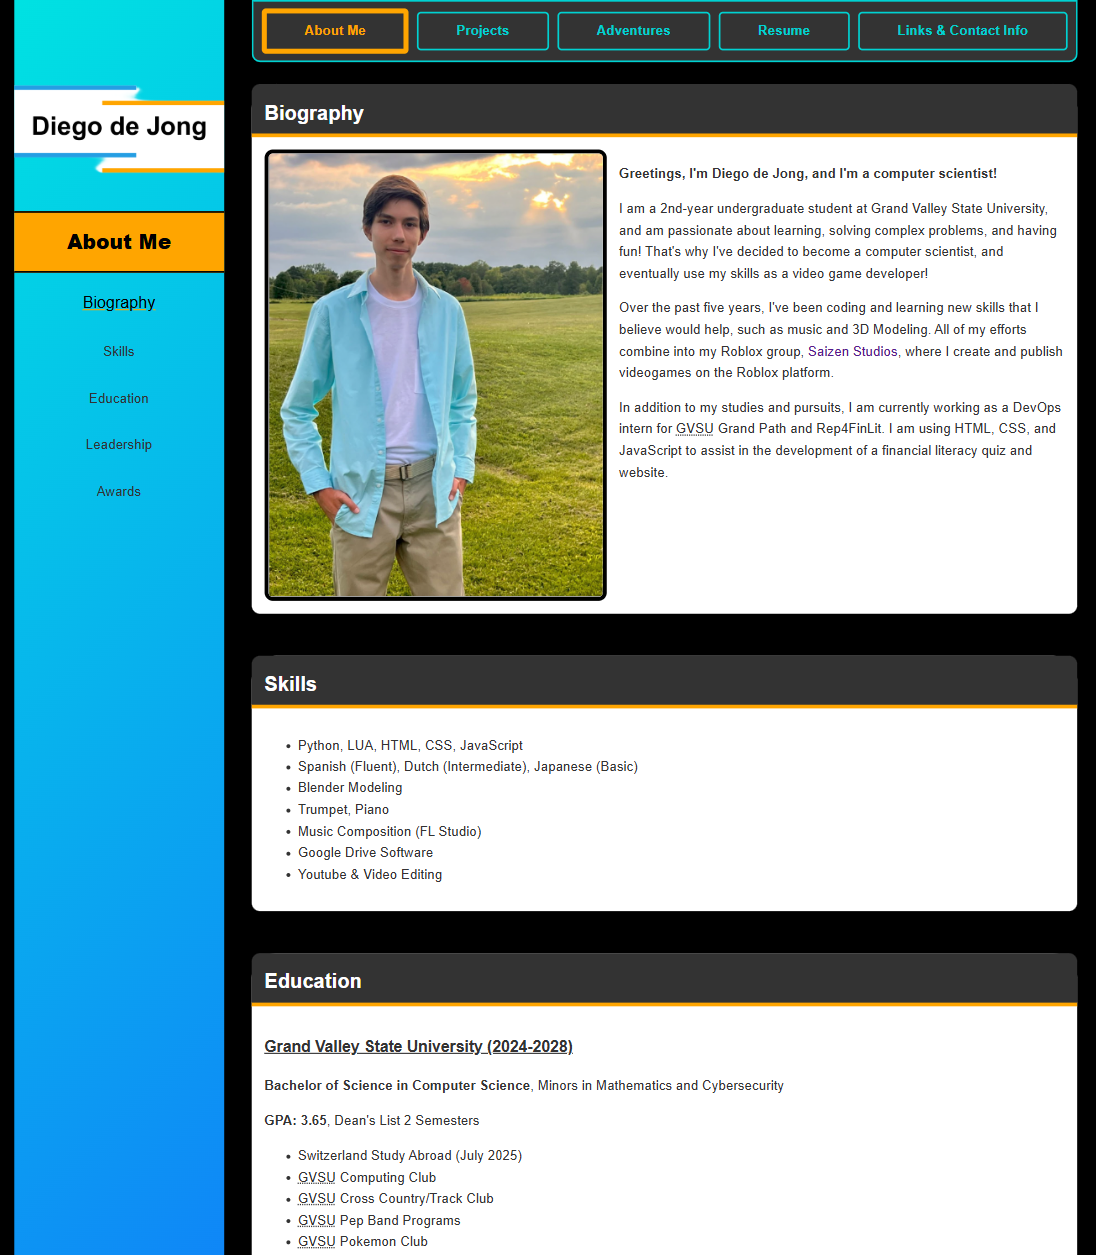 About Me
Projects
Adventures
Resume
Links & Contact Info
Diego de Jong
About Me
Biography
Skills
Education
Leadership
Awards
Biography
Greetings, I'm Diego de Jong, and I'm a computer scientist!
I am a 2nd-year undergraduate student at Grand Valley State University,
and am passionate about learning, solving complex problems, and having
fun! That's why I've decided to become a computer scientist, and
eventually use my skills as a video game developer!
Over the past five years, I've been coding and learning new skills that I
believe would help, such as music and 3D Modeling. All of my efforts
combine into my Roblox group, Saizen Studios, where I create and publish
videogames on the Roblox platform.
In addition to my studies and pursuits, I am currently working as a DevOps
intern for GVSU Grand Path and Rep4FinLit. I am using HTML, CSS, and
JavaScript to assist in the development of a financial literacy quiz and
website.
Skills
• Python, LUA, HTML, CSS, JavaScript
• Spanish (Fluent), Dutch (Intermediate), Japanese (Basic)
• Blender Modeling
• Trumpet, Piano
• Music Composition (FL Studio)
• Google Drive Software
• Youtube & Video Editing
Education
Grand Valley State University (2024-2028)
Bachelor of Science in Computer Science, Minors in Mathematics and Cybersecurity
GPA: 3.65, Dean's List 2 Semesters
• Switzerland Study Abroad (July 2025)
• GVSU Computing Club
• GVSU Cross Country/Track Club
• GVSU Pep Band Programs
• GVSU Pokemon Club